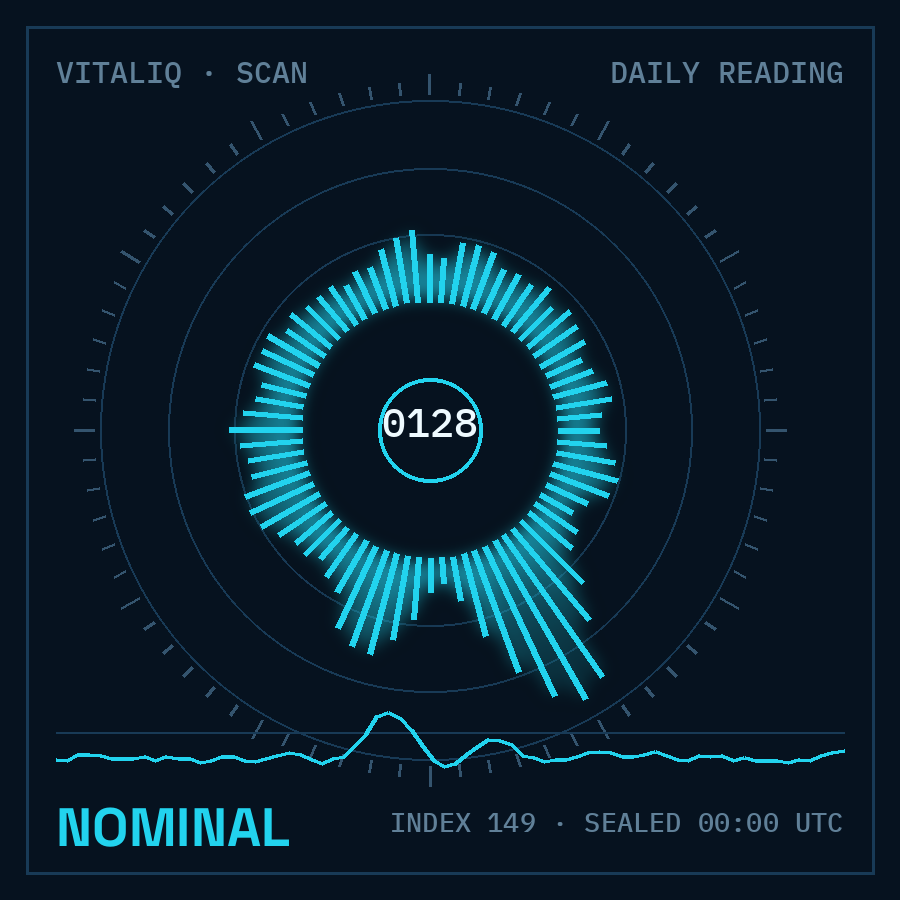 VITALIQ · SCAN
DAILY READING
0128
NOMINAL
INDEX 149 · SEALED 00:00 UTC